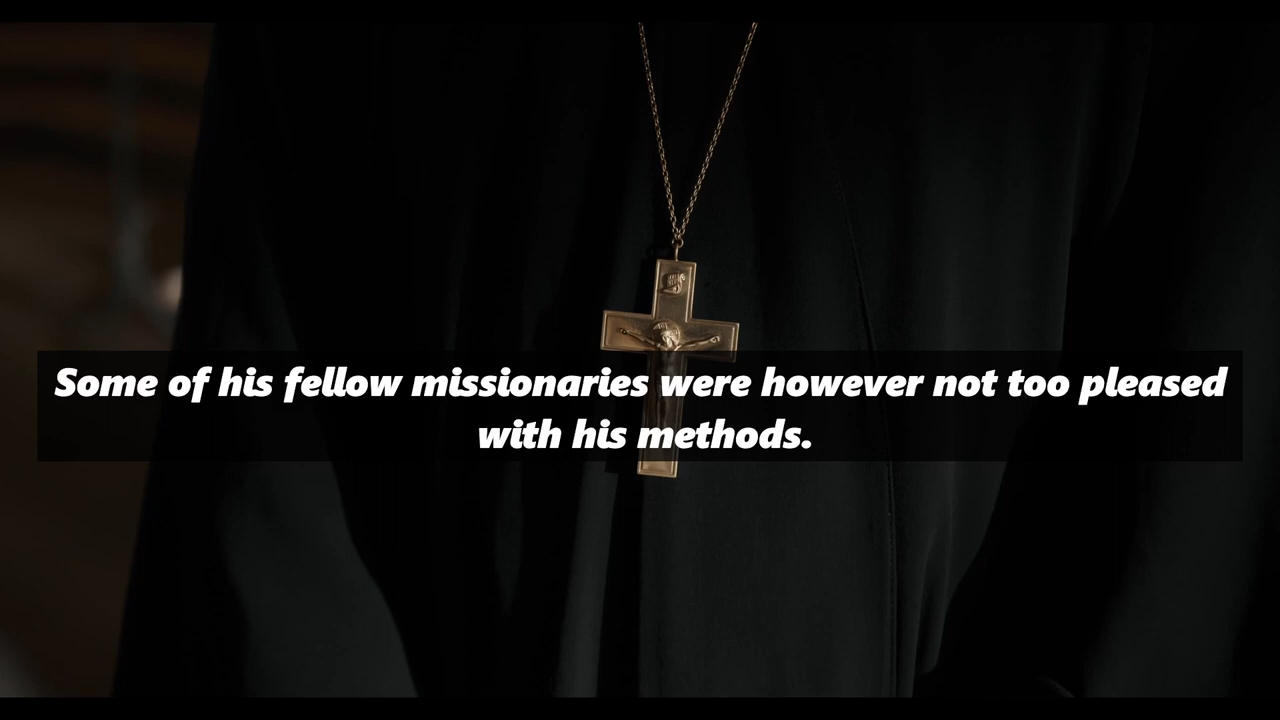 Some of his fellow missionaries were however not too pleased
with his methods.